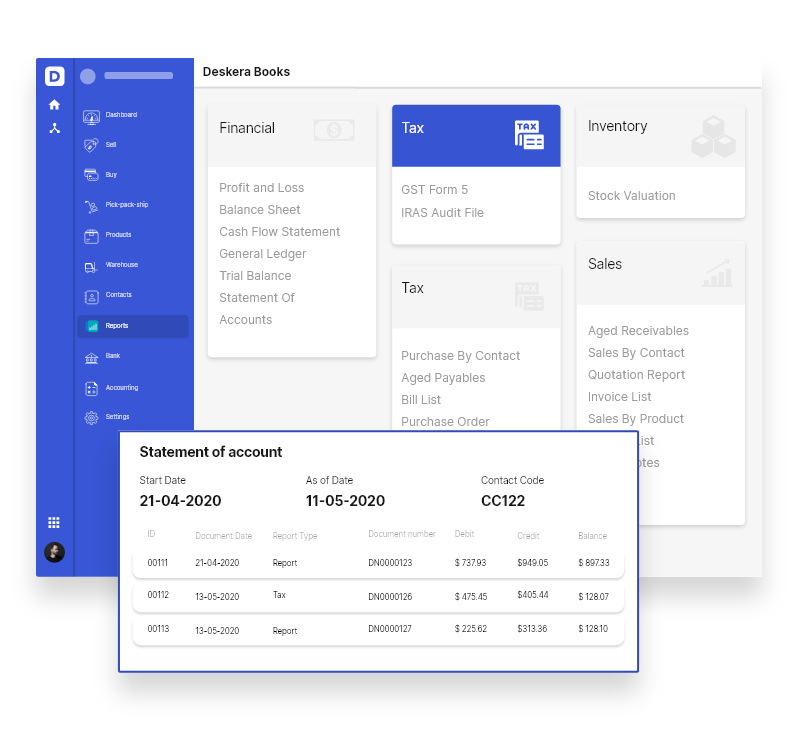 D
Deskera Books
Dashboard
Sell
Buy
Pick-pack-ship
Products
Warehouse
Contacts
Reports
Bank
Accounting
Settings
Financial
Profit and Loss
Balance Sheet
Cash Flow Statement
General Ledger
Trial Balance
Statement Of
Accounts
Tax
TAX
GST Form 5
IRAS Audit File
Tax
TAX
Purchase By Contact
Aged Payables
Bill List
Purchase Order
Inventory
Stock Valuation
Sales
Aged Receivables
Sales By Contact
Quotation Report
Invoice List
Sales By Product
Statement of account
Start Date As of Date Contact Code
21-04-2020 11-05-2020 CC122
ID Document Date Report Type Document number Debit Credit Balance
00111 21-04-2020 Report DN0000123 $ 737.93 $949.05 $ 897.33
00112 13-05-2020 Tax DN0000126 $ 475.45 $405.44 $ 128.07
00113 13-05-2020 Report DN0000127 $ 225.62 $313.36 $ 128.10